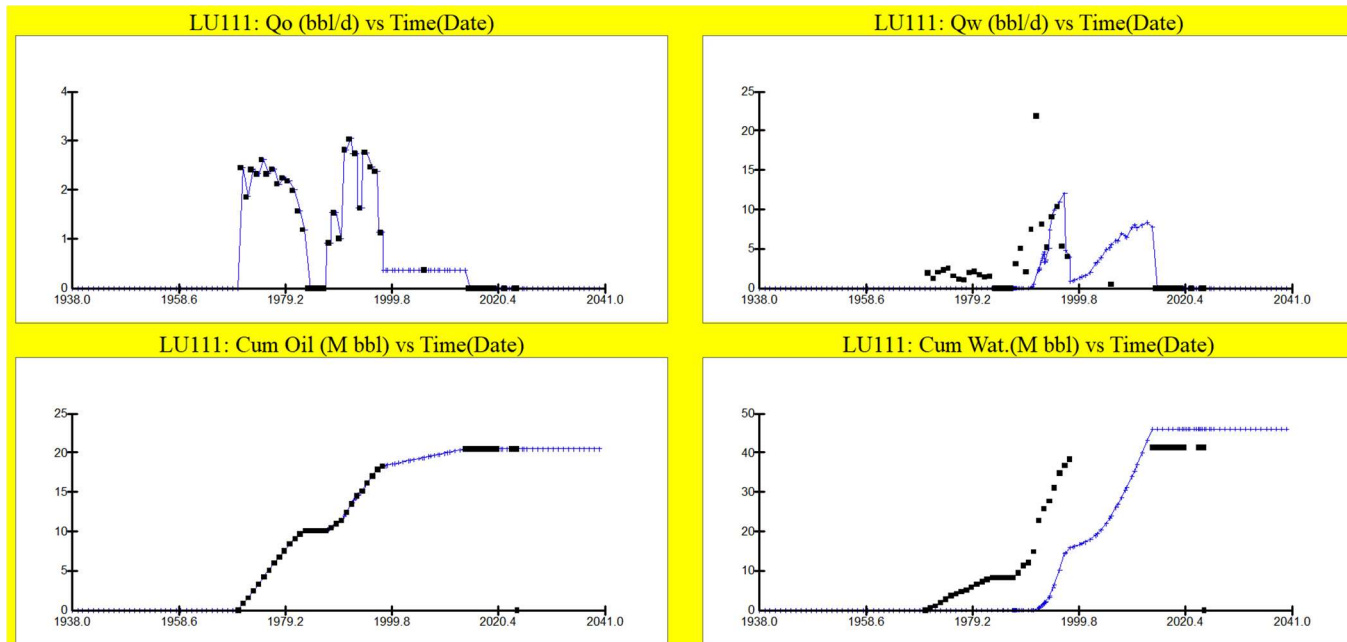 LU111: Qo (bbl/d) vs Time(Date)
4
3
2
1
0
1938.0 1958.6 1979.2 1999.8 2020.4 2041.0
LU111: Qw (bbl/d) vs Time(Date)
25
20
15
10
5
0
1938.0 1958.6 1979.2 1999.8 2020.4 2041.0
LU111: Cum Oil (M bbl) vs Time(Date)
25
20
15
10
5
0
1938.0 1958.6 1979.2 1999.8 2020.4 2041.0
LU111: Cum Wat.(M bbl) vs Time(Date)
50
40
30
20
10
0
1938.0 1958.6 1979.2 1999.8 2020.4 2041.0